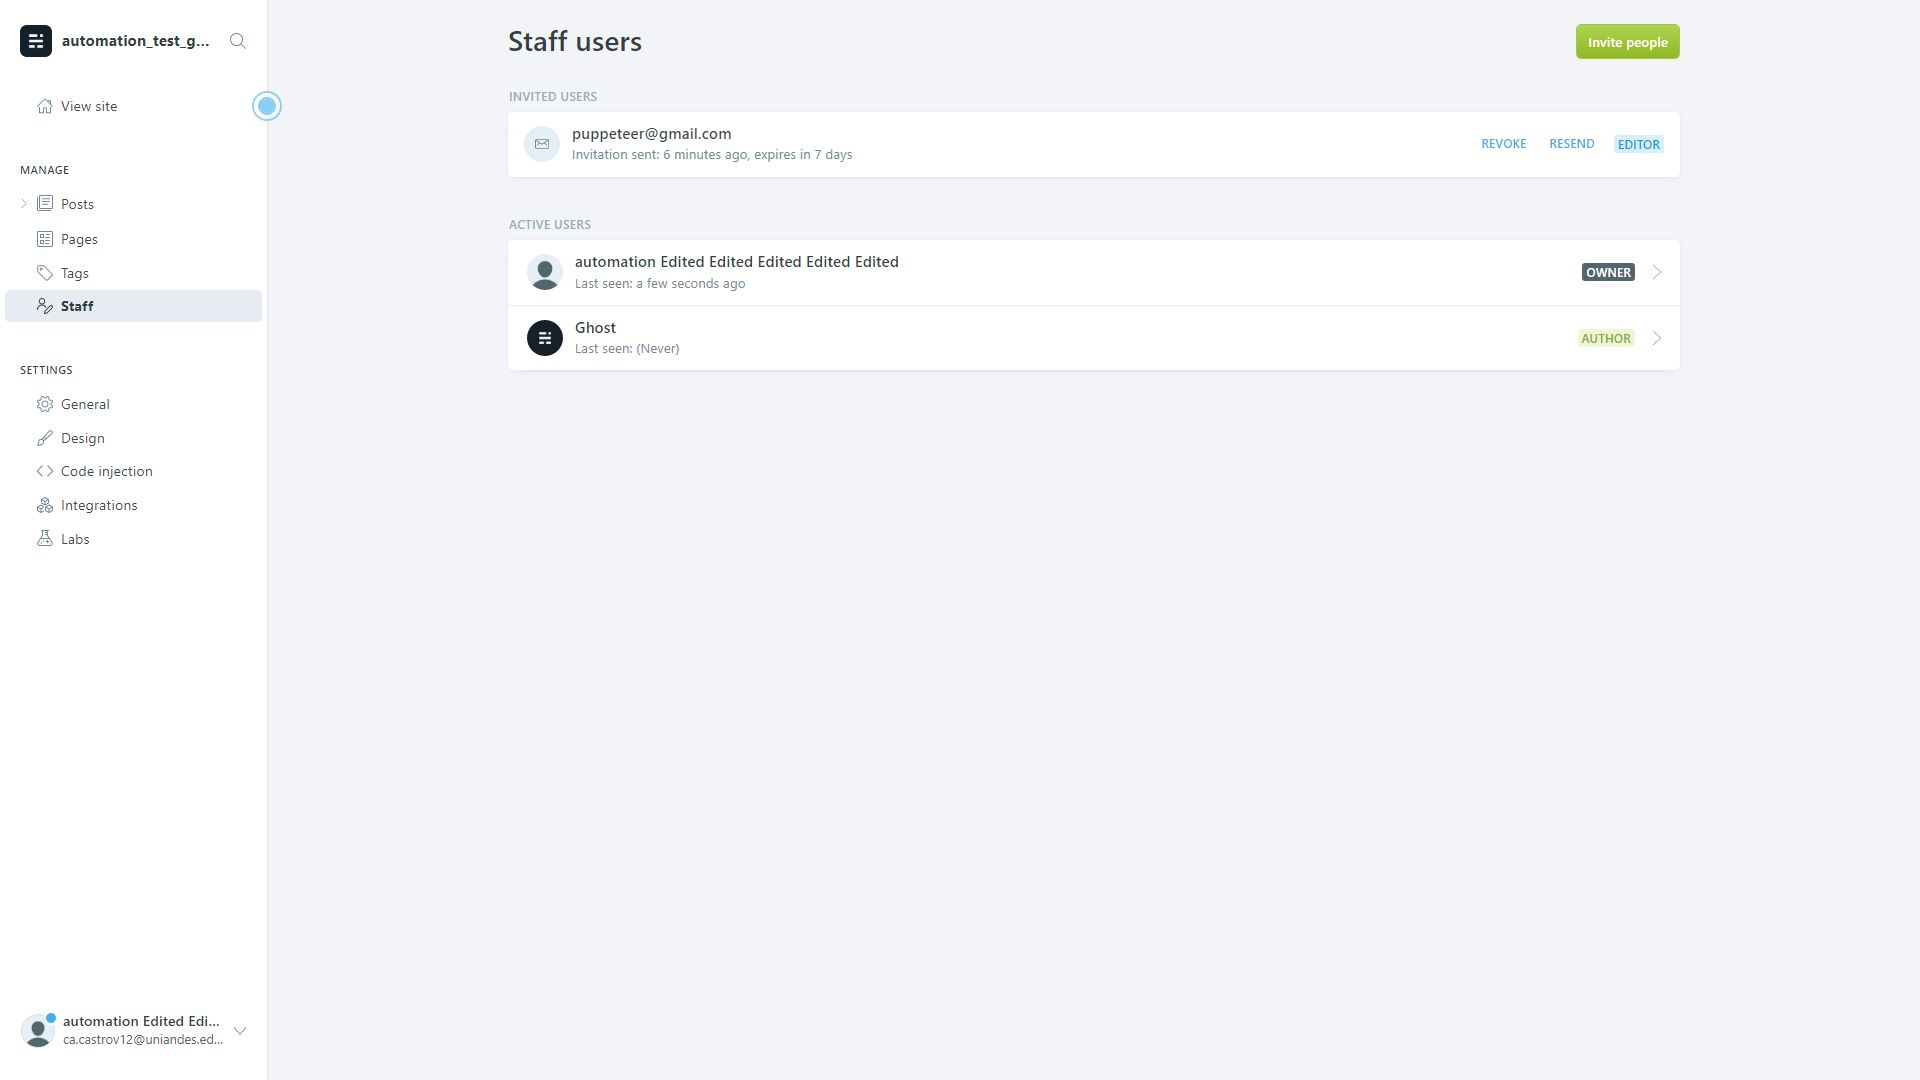 automation_test_g...
View site
MANAGE
Posts
Pages
Tags
Staff
SETTINGS
General
Design
Code injection
Integrations
Labs
automation Edited Edi...
ca.castrov12@uniandes.ed...
Staff users
Invite people
INVITED USERS
puppeteer@gmail.com
Invitation sent: 6 minutes ago, expires in 7 days
REVOKE RESEND EDITOR
ACTIVE USERS
automation Edited Edited Edited Edited Edited
Last seen: a few seconds ago
OWNER
Ghost
Last seen: (Never)
AUTHOR